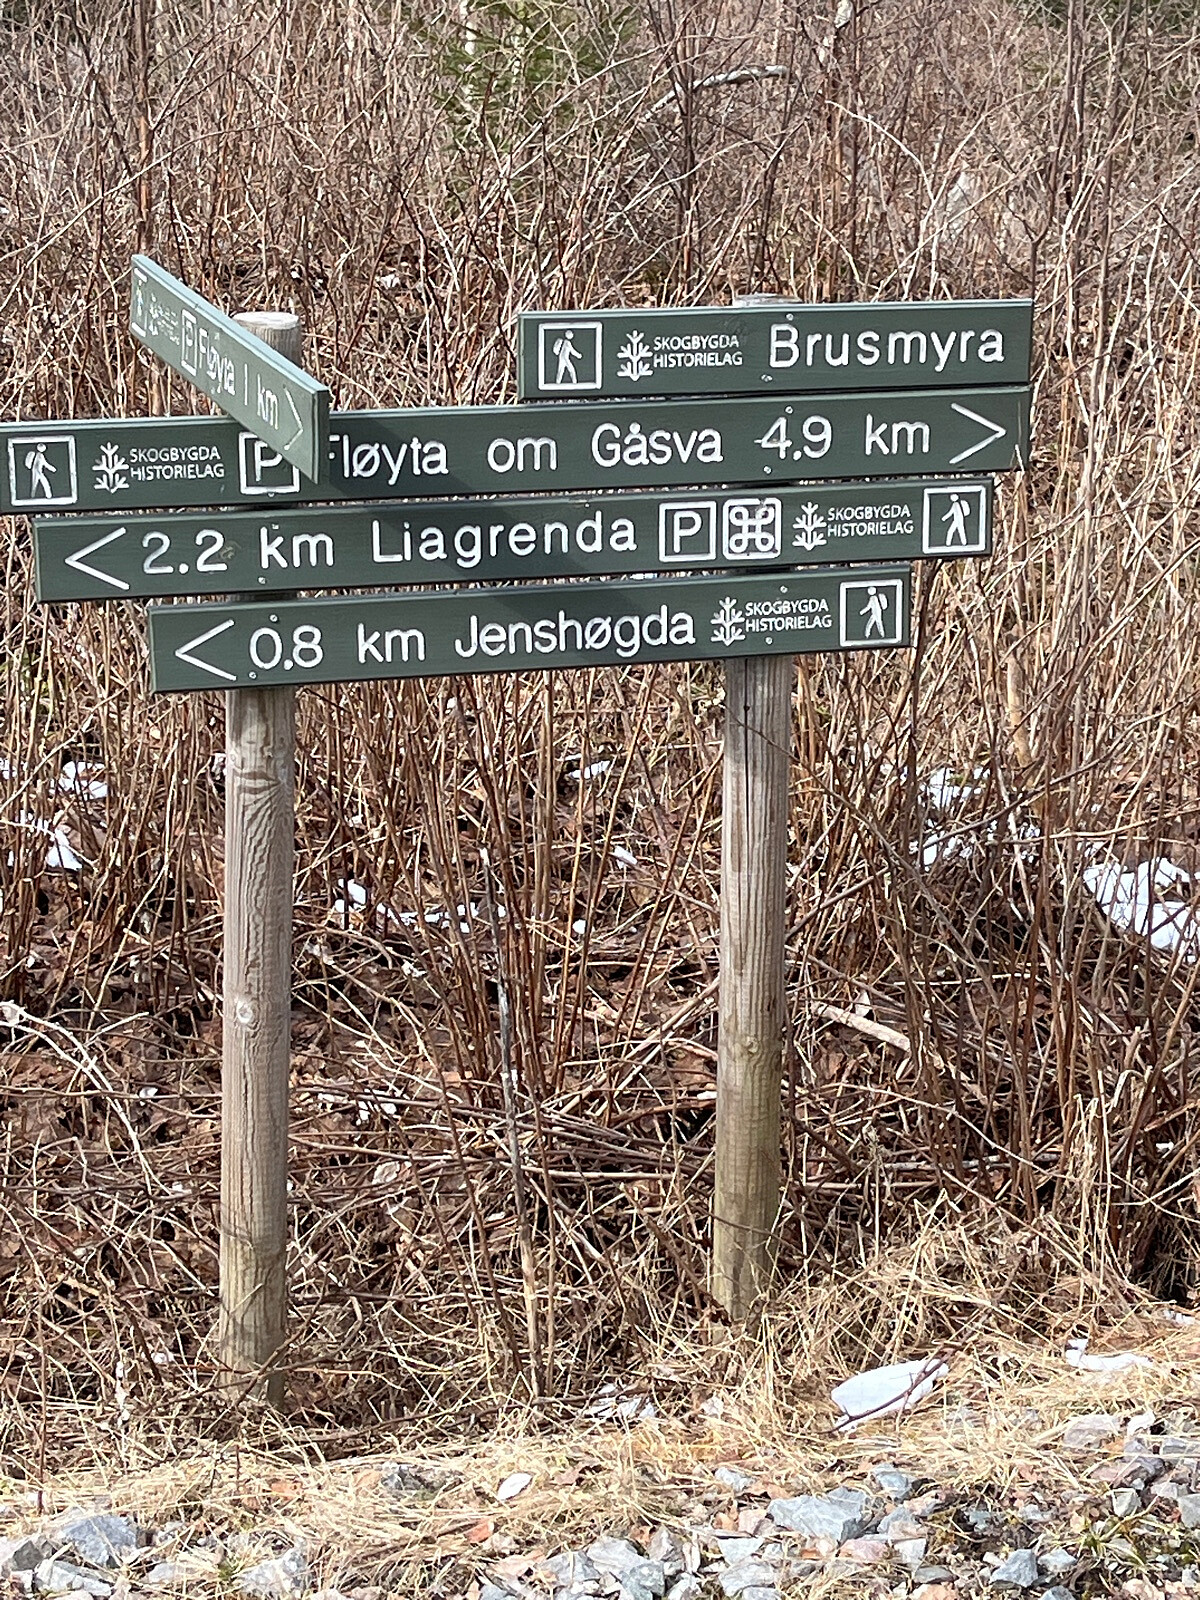 SKOGBYGDA
HISTORIELAG
Brusmyra
P Fløyta 1 km >
SKOGBYGDA
HISTORIELAG
P Fløyta om Gåsva 4.9 km >
< 2.2 km Liagrenda P ⌘
SKOGBYGDA
HISTORIELAG
< 0.8 km Jenshøgda
SKOGBYGDA
HISTORIELAG